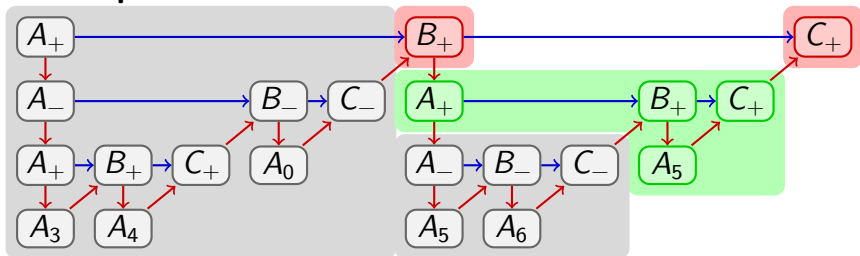 A₊ B₊ C₊
A₋ B₋ C₋ A₊ B₊ C₊
A₊ B₊ C₊ A₀ A₋ B₋ C₋ A₅
A₃ A₄ A₅ A₆